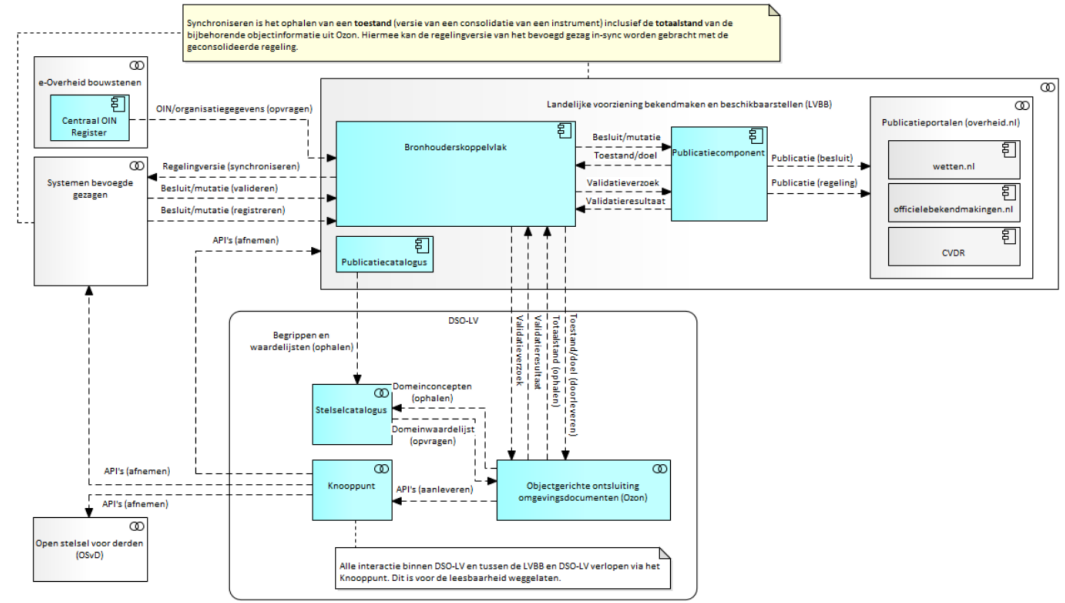 Synchroniseren is het ophalen van een toestand (versie van een consolidatie van een instrument) inclusief de totaalstand van de
bijbehorende objectinformatie uit Ozon. Hiermee kan de regelingversie van het bevoegd gezag in-sync worden gebracht met de
geconsolideerde regeling.
e-Overheid bouwstenen
Centraal OIN
Register
OIN/organisatiegegevens (opvragen)
Systemen bevoegde
gezagen
Regelingversie (synchroniseren)
Besluit/mutatie (valideren)
Besluit/mutatie (registreren)
API's (afnemen)
Landelijke voorziening bekendmaken en beschikbaarstellen (LVBB)
Bronhouderskoppelvlak
Publicatiecatalogus
Besluit/mutatie
Toestand/doel
Validatieverzoek
Validatieresultaat
Publicatiecomponent
Publicatie (besluit)
Publicatie (regeling)
Publicatieportalen (overheid.nl)
wetten.nl
officielebekendmakingen.nl
CVDR
DSO-LV
Begrippen en
waardelijsten (ophalen)
Validatieverzoek
Validatieresultaat
Totaalstand (ophalen)
Toestand/doel (doorleveren)
Stelselcatalogus
Domeinconcepten
(ophalen)
Domeinwaardelijst
(opvragen)
Knooppunt
API's (aanleveren)
Objectgerichte ontsluiting
omgevingsdocumenten (Ozon)
API's (afnemen)
API's (afnemen)
Open stelsel voor derden
(OSvD)
Alle interactie binnen DSO-LV en tussen de LVBB en DSO-LV verlopen via het
Knooppunt. Dit is voor de leesbaarheid weggelaten.